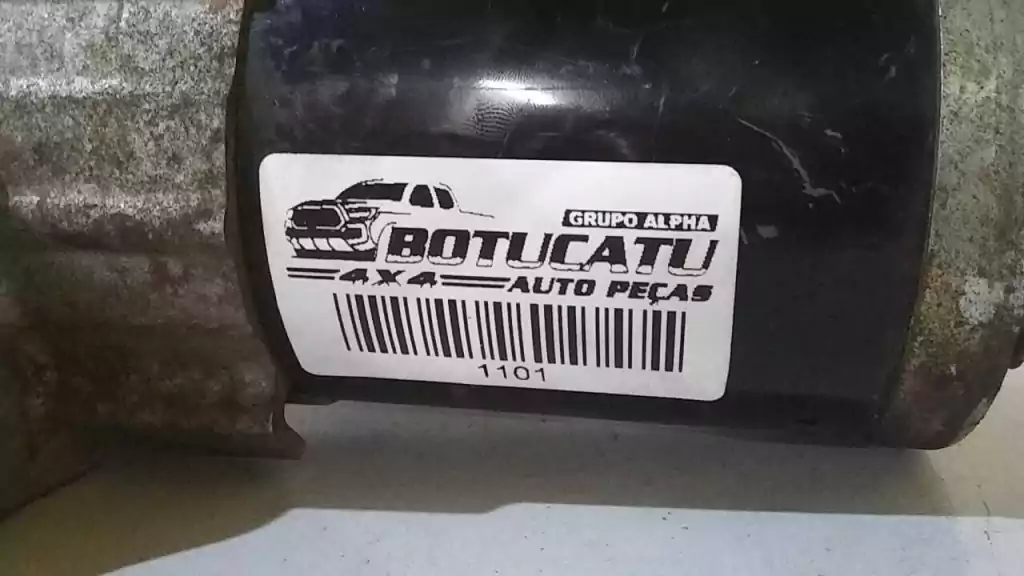 GRUPO ALPHA
BOTUCATU
4X4 AUTO PEÇAS
1101